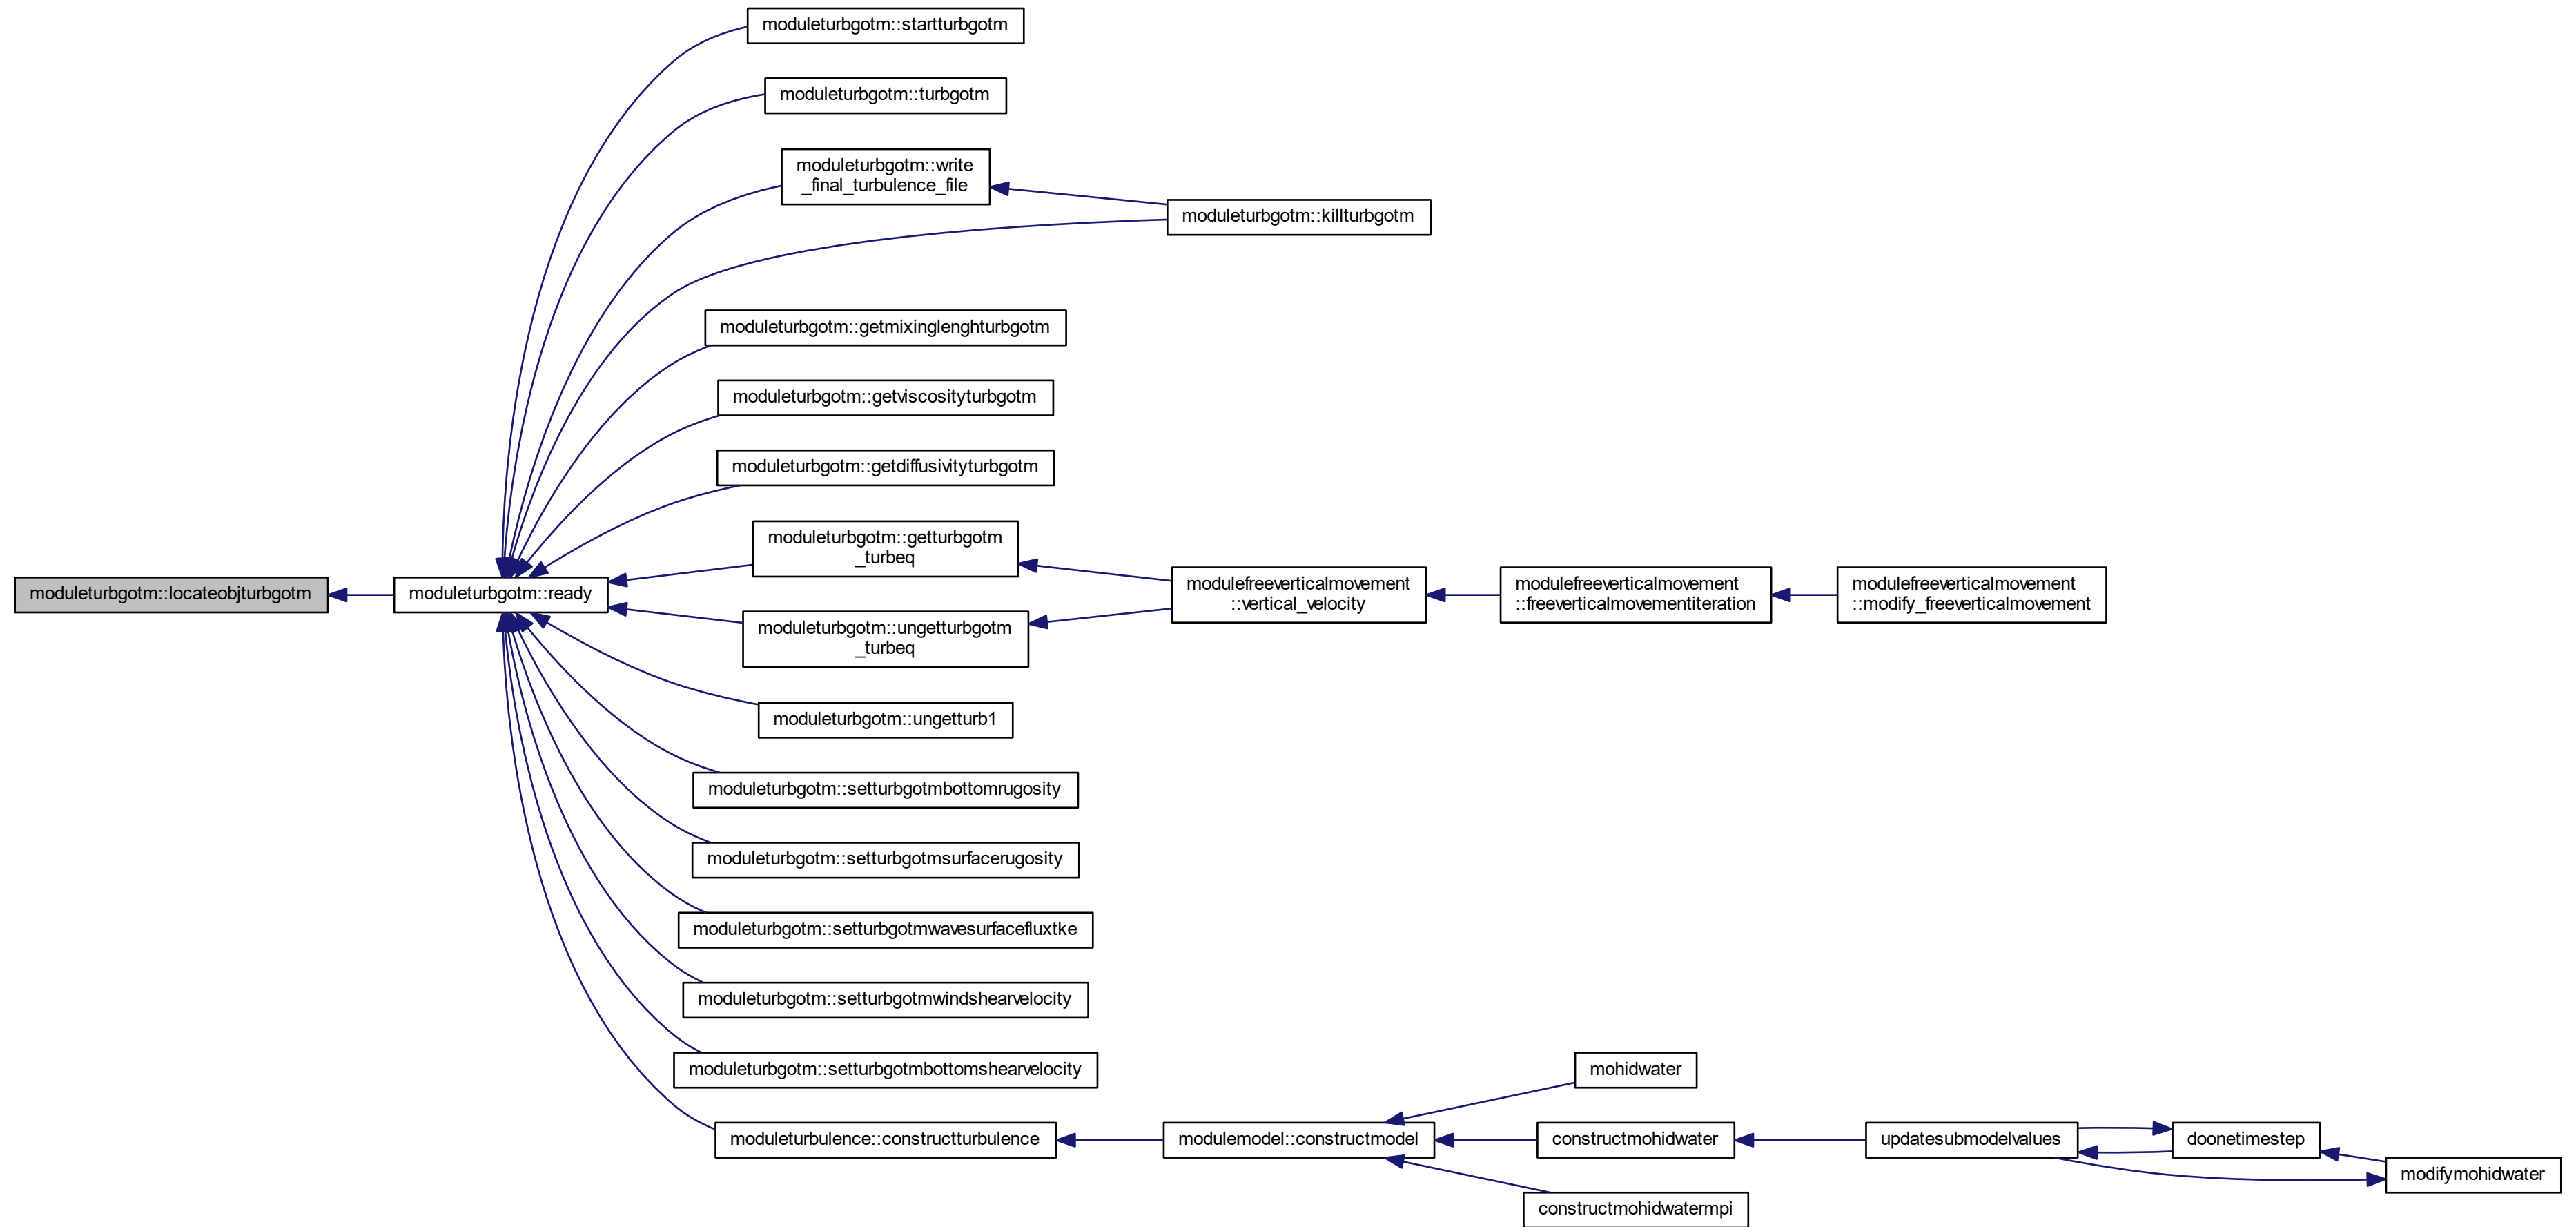 moduleturbgotm::startturbgotm
moduleturbgotm::turbgotm
moduleturbgotm::write
_final_turbulence_file
moduleturbgotm::killturbgotm
moduleturbgotm::getmixinglenghturbgotm
moduleturbgotm::getviscosityturbgotm
moduleturbgotm::getdiffusivityturbgotm
moduleturbgotm::getturbgotm
_turbeq
moduleturbgotm::locateobjturbgotm
moduleturbgotm::ready
modulefreeverticalmovement
::vertical_velocity
modulefreeverticalmovement
::freeverticalmovementiteration
modulefreeverticalmovement
::modify_freeverticalmovement
moduleturbgotm::ungetturbgotm
_turbeq
moduleturbgotm::ungetturb1
moduleturbgotm::setturbgotmbottomrugosity
moduleturbgotm::setturbgotmsurfacerugosity
moduleturbgotm::setturbgotmwavesurfacefluxtke
moduleturbgotm::setturbgotmwindshearvelocity
moduleturbgotm::setturbgotmbottomshearvelocity
mohidwater
moduleturbulence::constructturbulence
modulemodel::constructmodel
constructmohidwater
updatesubmodelvalues
doonetimestep
modifymohidwater
constructmohidwatermpi